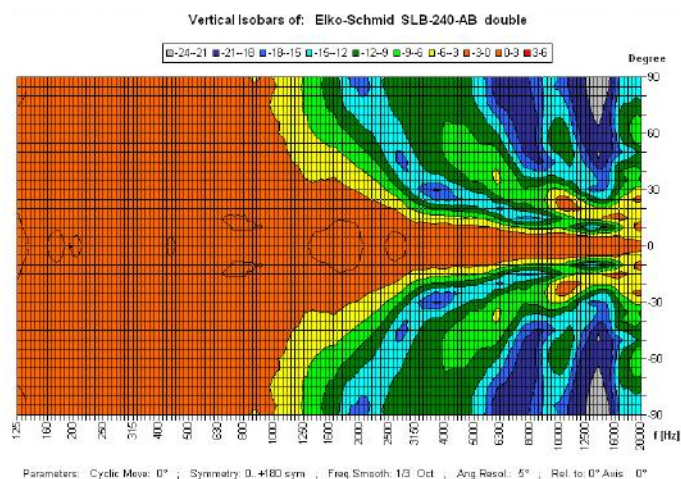 Vertical Isobars of: Elko-Schmid SLB-240-AB double
-24--21 -21--18 -18--15 -15--12 -12--9 -9-6 -6-3 -3-0 0-3 3-6
Degree
90
60
30
0
-30
-60
-90
125 160 200 250 315 400 500 630 800 1000 1250 1600 2000 2500 3150 4000 5000 6300 8000 10000 12500 16000 20000
f [Hz]
Parameters: Cyclic Move: 0° ; Symmetry: 0..+180 sym ; Freq.Smooth: 1/3 Oct ; Ang.Resol.: 5° ; Rel. to: 0° Axis 0°